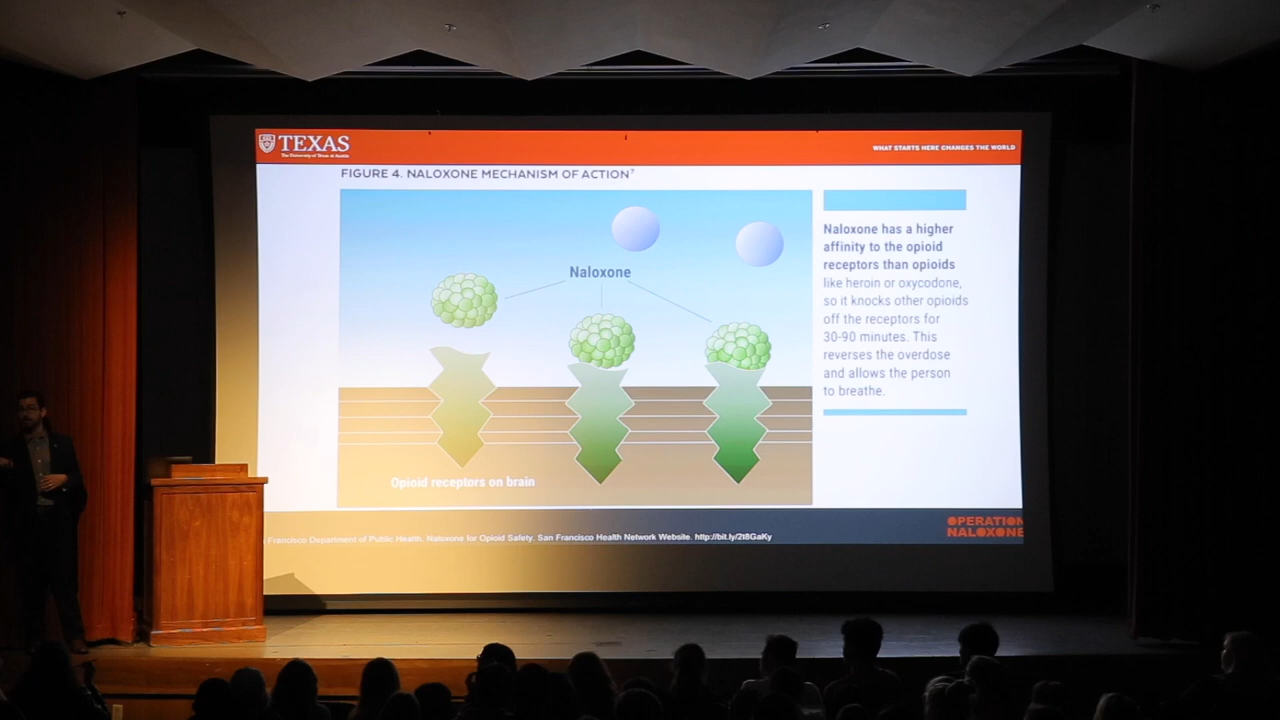 TEXAS
The University of Texas at Austin
WHAT STARTS HERE CHANGES THE WORLD
FIGURE 4. NALOXONE MECHANISM OF ACTION⁷
Naloxone
Opioid receptors on brain
Naloxone has a higher
affinity to the opioid
receptors than opioids
like heroin or oxycodone,
so it knocks other opioids
off the receptors for
30-90 minutes. This
reverses the overdose
and allows the person
to breathe.
Francisco Department of Public Health. Naloxone for Opioid Safety. San Francisco Health Network Website. http://bit.ly/2t8GaKy
OPERATION
NALOXONE